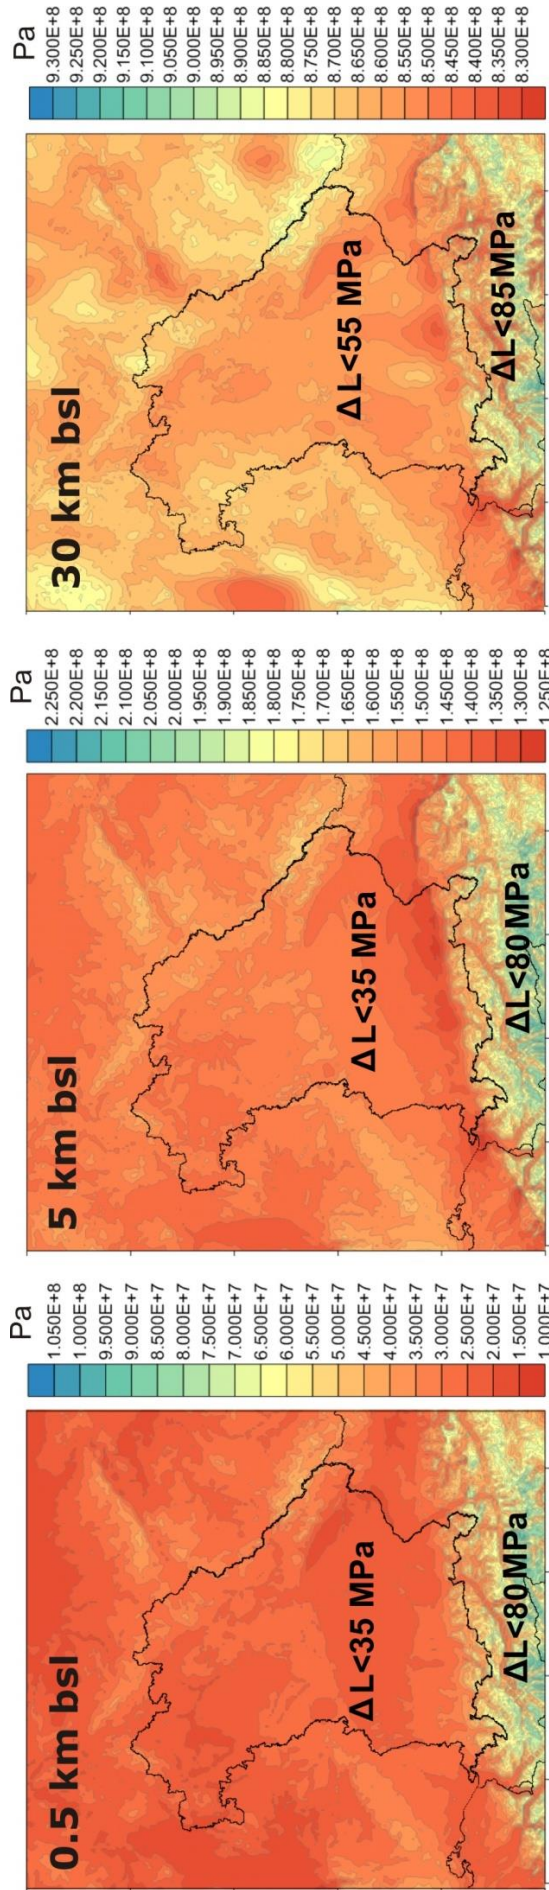 0.5 km bsl
ΔL<35 MPa
ΔL<80MPa
Pa
1.050E+8
1.000E+8
9.500E+7
9.000E+7
8.500E+7
8.000E+7
7.500E+7
7.000E+7
6.500E+7
6.000E+7
5.500E+7
5.000E+7
4.500E+7
4.000E+7
3.500E+7
3.000E+7
2.500E+7
2.000E+7
1.500E+7
1.000E+7
5 km bsl
ΔL<35 MPa
ΔL<80MPa
Pa
2.250E+8
2.200E+8
2.150E+8
2.100E+8
2.050E+8
2.000E+8
1.950E+8
1.900E+8
1.850E+8
1.800E+8
1.750E+8
1.700E+8
1.650E+8
1.600E+8
1.550E+8
1.500E+8
1.450E+8
1.400E+8
1.350E+8
1.300E+8
1.250E+8
30 km bsl
ΔL<55 MPa
ΔL<85MPa
Pa
9.300E+8
9.250E+8
9.200E+8
9.150E+8
9.100E+8
9.050E+8
9.000E+8
8.950E+8
8.900E+8
8.850E+8
8.800E+8
8.750E+8
8.700E+8
8.650E+8
8.600E+8
8.550E+8
8.500E+8
8.450E+8
8.400E+8
8.350E+8
8.300E+8